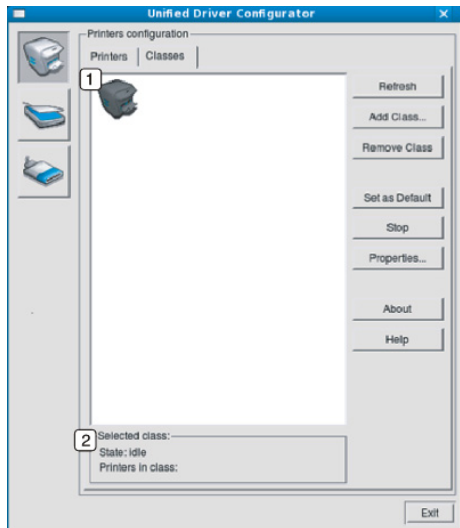 Unified Driver Configurator
Printers configuration
Printers Classes
1
Refresh
Add Class...
Remove Class
Set as Default
Stop
Properties...
About
Help
2 Selected class:
State: idle
Printers in class:
Exit